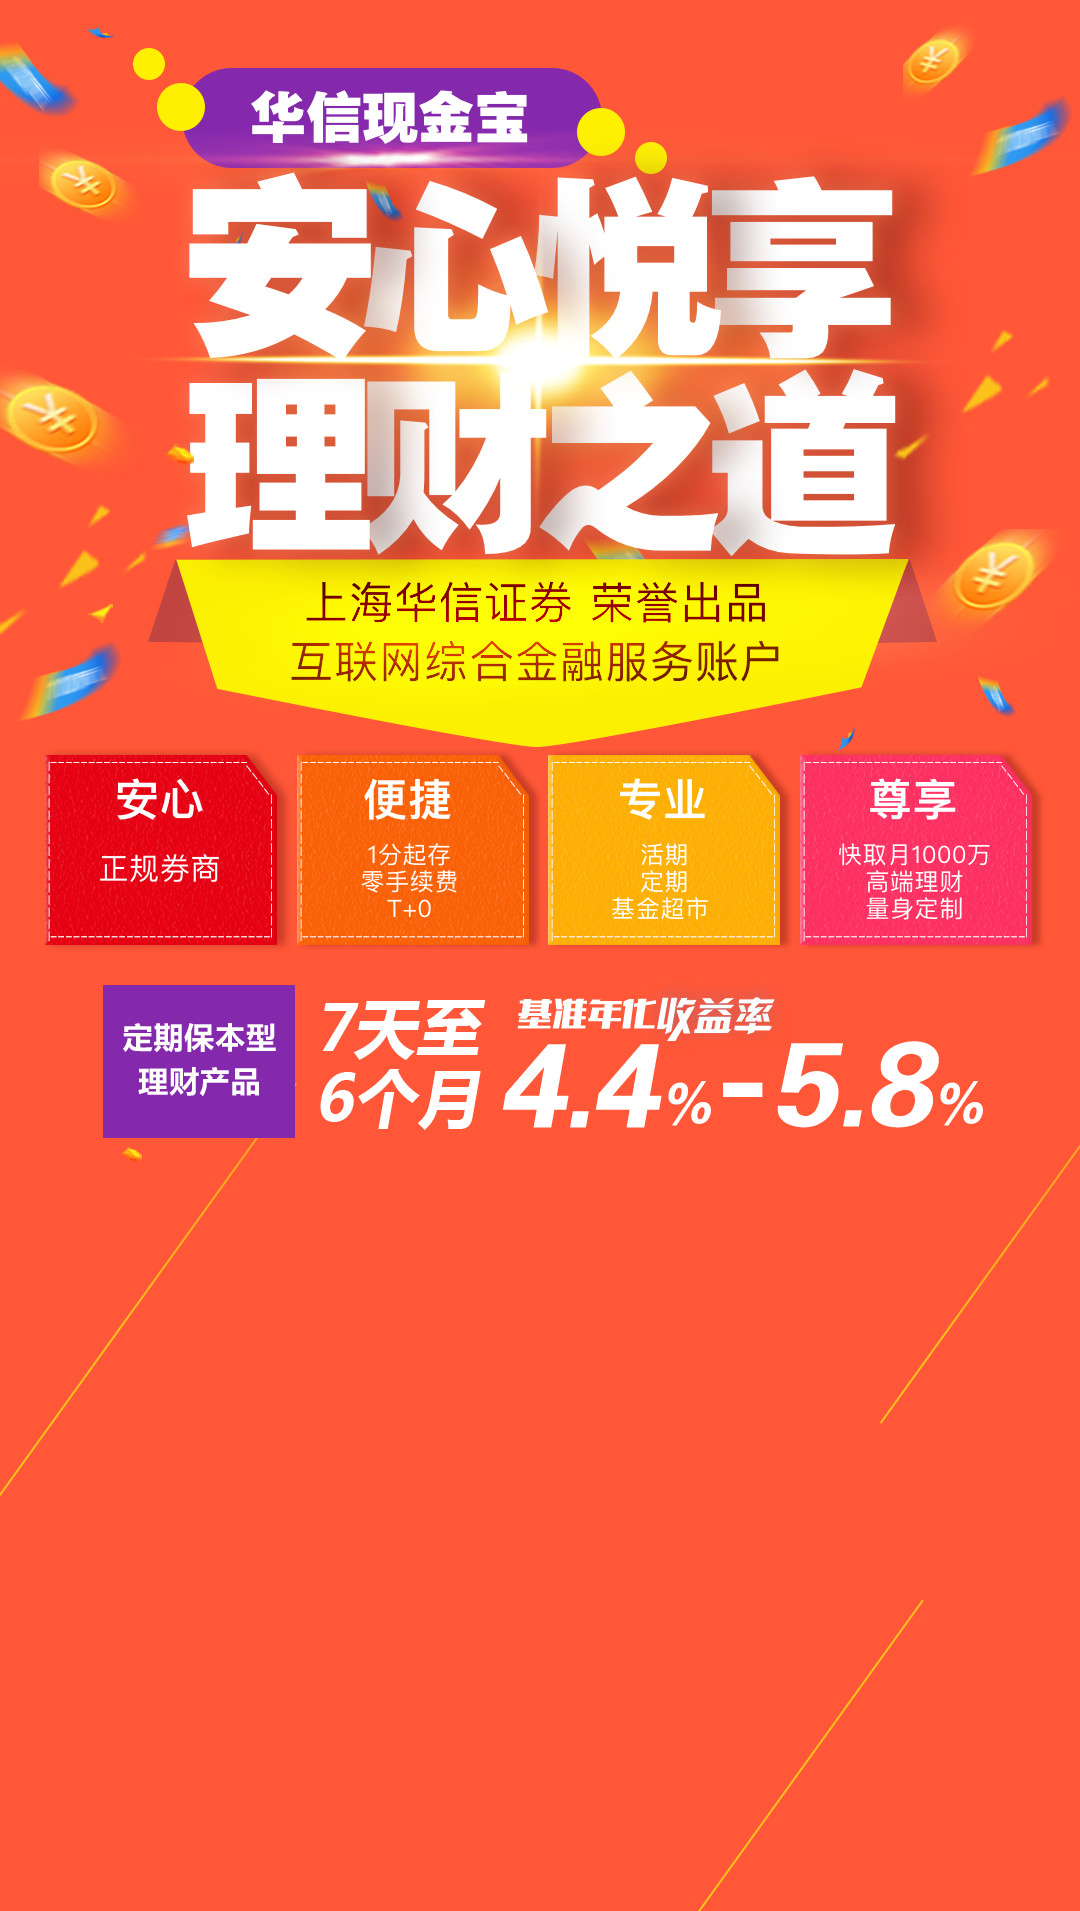 华信现金宝
安心悦享
理财之道
上海华信证券 荣誉出品
互联网综合金融服务账户
安心
正规券商
便捷
1分起存
零手续费
T+0
专业
活期
定期
基金超市
尊享
快取月1000万
高端理财
量身定制
定期保本型
理财产品
7天至
6个月
基准年化收益率
4.4%-5.8%